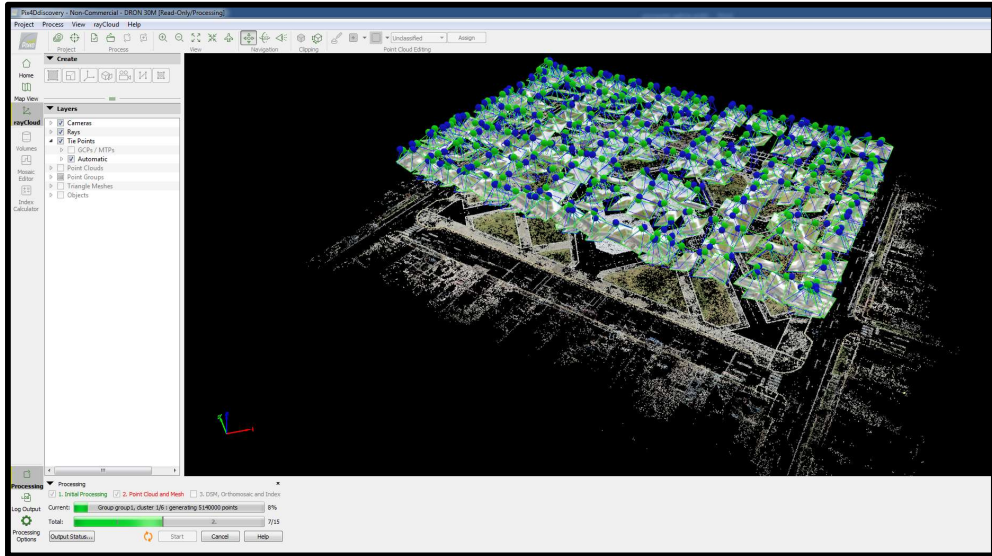 Pix4Ddiscovery - Non-Commercial - DRON 30M [Read-Only/Processing]
Project Process View rayCloud Help
Unclassified Assign
Project Process View Navigation Clipping Point Cloud Editing
Home
Map View
rayCloud
Volumes
Mosaic
Editor
Index
Calculator
Create
Layers
Cameras
Rays
Tie Points
GCPs / MTPs
Automatic
Point Clouds
Point Groups
Triangle Meshes
Objects
Processing
Log Output
Processing
Options
Processing
1. Initial Processing 2. Point Cloud and Mesh 3. DSM, Orthomosaic and Index
Current: Group group1, cluster 1/6 : generating 5140000 points 8%
Total: 2. 7/15
Output Status... Start Cancel Help